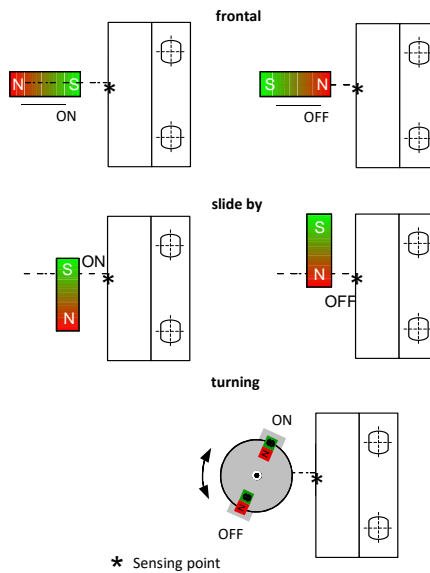 frontal
N S
ON
S N
OFF
slide by
S ON
N
S
N
OFF
turning
ON
N
N
OFF
* Sensing point